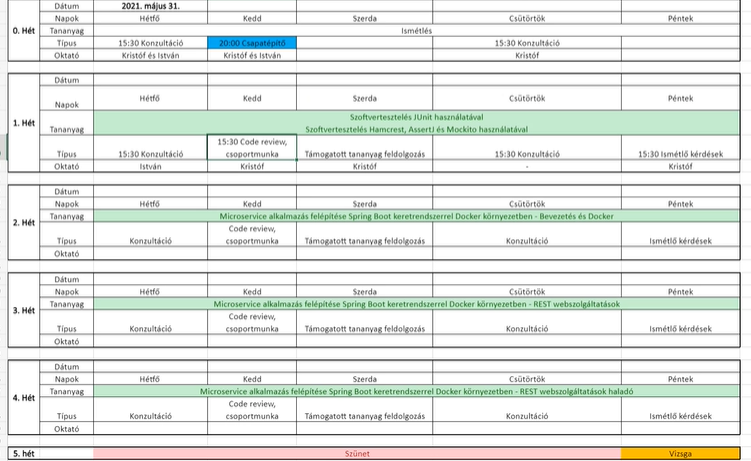 Dátum 2021. május 31.
0. Hét Napok Hétfő Kedd Szerda Csütörtök Péntek
Tananyag Ismétlés
Típus 15:30 Konzultáció 20:00 Csapatépítő 15:30 Konzultáció
Oktató Kristóf és István Kristóf és István Kristóf
Dátum
1. Hét Napok Hétfő Kedd Szerda Csütörtök Péntek
Tananyag Szoftvertesztelés JUnit használatával
Szoftvertesztelés Hamcrest, AssertJ és Mockito használatával
Típus 15:30 Konzultáció 15:30 Code review, csoportmunka Támogatott tananyag feldolgozás 15:30 Konzultáció 15:30 Ismétlő kérdések
Oktató István Kristóf Kristóf - Kristóf
Dátum
2. Hét Napok Hétfő Kedd Szerda Csütörtök Péntek
Tananyag Microservice alkalmazás felépítése Spring Boot keretrendszerrel Docker környezetben - Bevezetés és Docker
Típus Konzultáció Code review, csoportmunka Támogatott tananyag feldolgozás Konzultáció Ismétlő kérdések
Oktató
Dátum
3. Hét Napok Hétfő Kedd Szerda Csütörtök Péntek
Tananyag Microservice alkalmazás felépítése Spring Boot keretrendszerrel Docker környezetben - REST webszolgáltatások
Típus Konzultáció Code review, csoportmunka Támogatott tananyag feldolgozás Konzultáció Ismétlő kérdések
Oktató
Dátum
4. Hét Napok Hétfő Kedd Szerda Csütörtök Péntek
Tananyag Microservice alkalmazás felépítése Spring Boot keretrendszerrel Docker környezetben - REST webszolgáltatások haladó
Típus Konzultáció Code review, csoportmunka Támogatott tananyag feldolgozás Konzultáció Ismétlő kérdések
Oktató
5. hét Szünet Vizsga